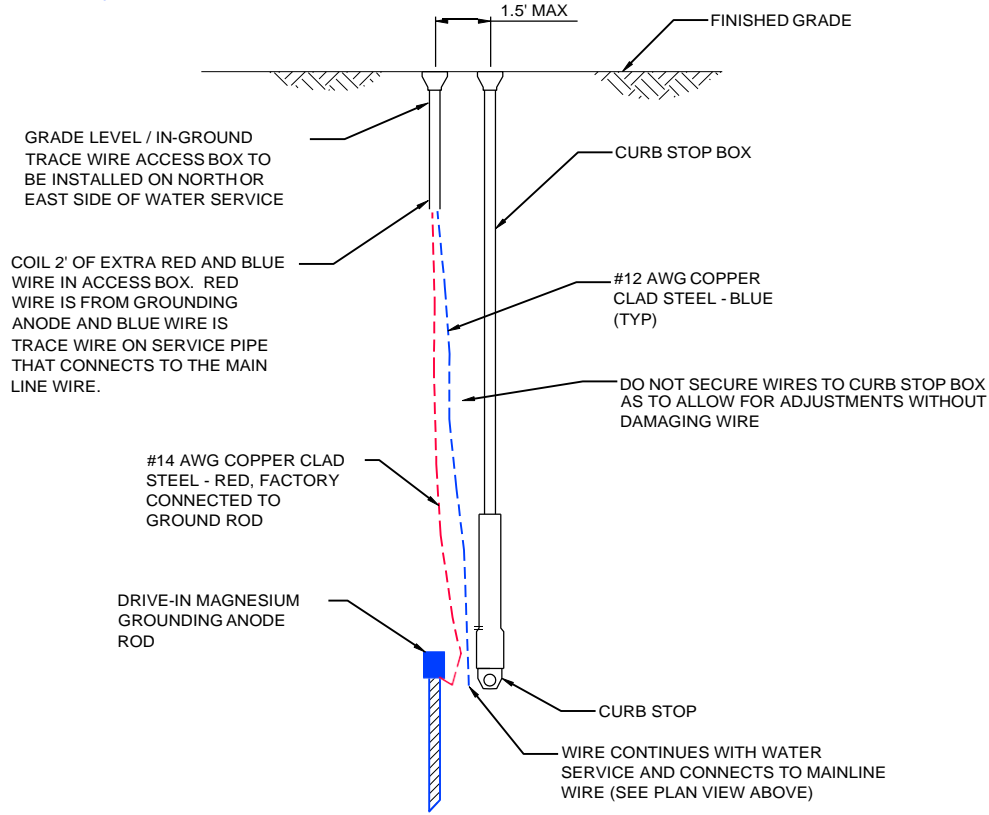 1.5' MAX
FINISHED GRADE
GRADE LEVEL / IN-GROUND
TRACE WIRE ACCESS BOX TO
BE INSTALLED ON NORTH OR
EAST SIDE OF WATER SERVICE
CURB STOP BOX
COIL 2' OF EXTRA RED AND BLUE
WIRE IN ACCESS BOX. RED
WIRE IS FROM GROUNDING
ANODE AND BLUE WIRE IS
TRACE WIRE ON SERVICE PIPE
THAT CONNECTS TO THE MAIN
LINE WIRE.
#12 AWG COPPER
CLAD STEEL - BLUE
(TYP)
DO NOT SECURE WIRES TO CURB STOP BOX
AS TO ALLOW FOR ADJUSTMENTS WITHOUT
DAMAGING WIRE
#14 AWG COPPER CLAD
STEEL - RED, FACTORY
CONNECTED TO
GROUND ROD
DRIVE-IN MAGNESIUM
GROUNDING ANODE
ROD
CURB STOP
WIRE CONTINUES WITH WATER
SERVICE AND CONNECTS TO MAINLINE
WIRE (SEE PLAN VIEW ABOVE)